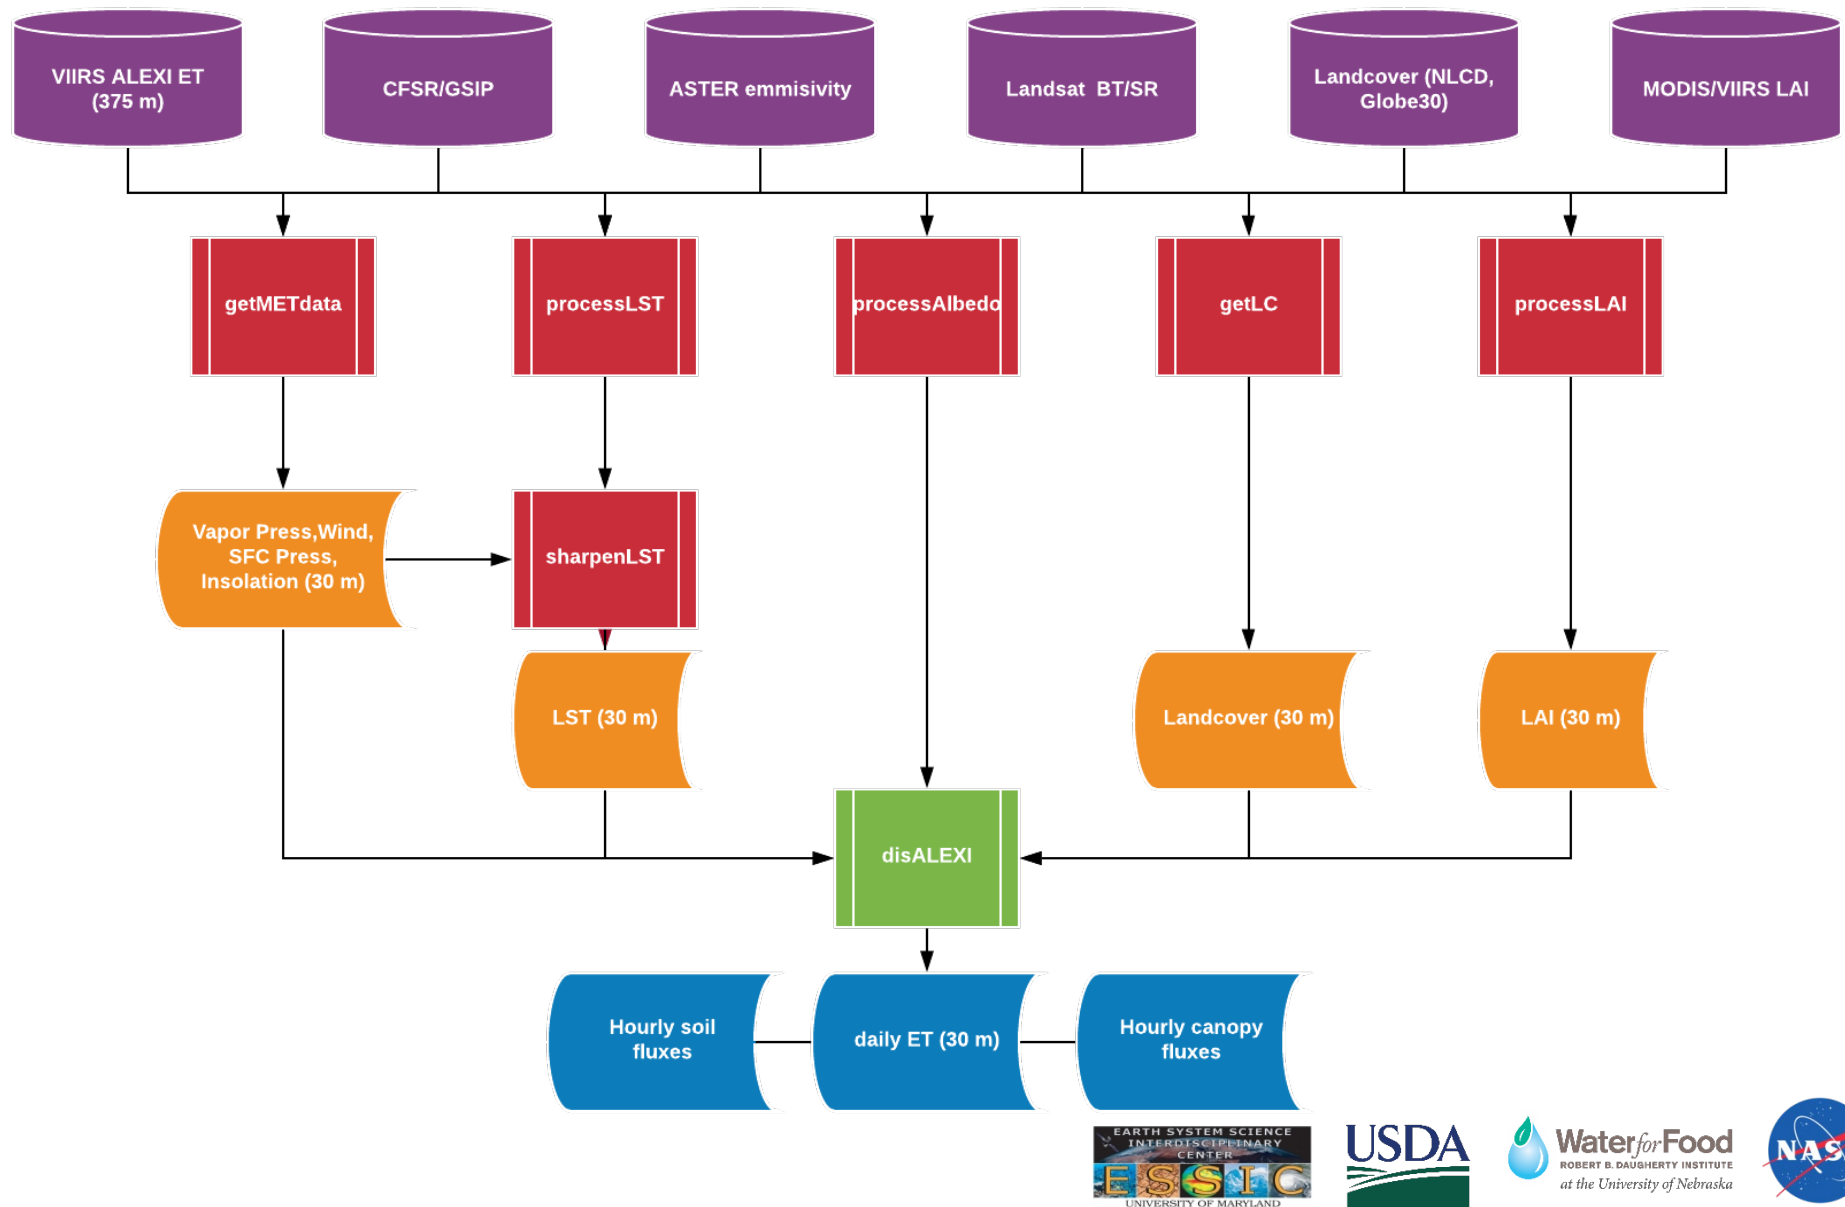 VIIRS ALEXI ET
(375 m)
CFSR/GSIP
ASTER emmisivity
Landsat BT/SR
Landcover (NLCD,
Globe30)
MODIS/VIIRS LAI
getMETdata
processLST
processAlbedo
getLC
processLAI
Vapor Press,Wind,
SFC Press,
Insolation (30 m)
sharpenLST
LST (30 m)
Landcover (30 m)
LAI (30 m)
disALEXI
Hourly soil
fluxes
daily ET (30 m)
Hourly canopy
fluxes
EARTH SYSTEM SCIENCE
INTERDISCIPLINARY
CENTER
ESSIC
UNIVERSITY OF MARYLAND
USDA
Water for Food
ROBERT B. DAUGHERTY INSTITUTE
at the University of Nebraska
NAS